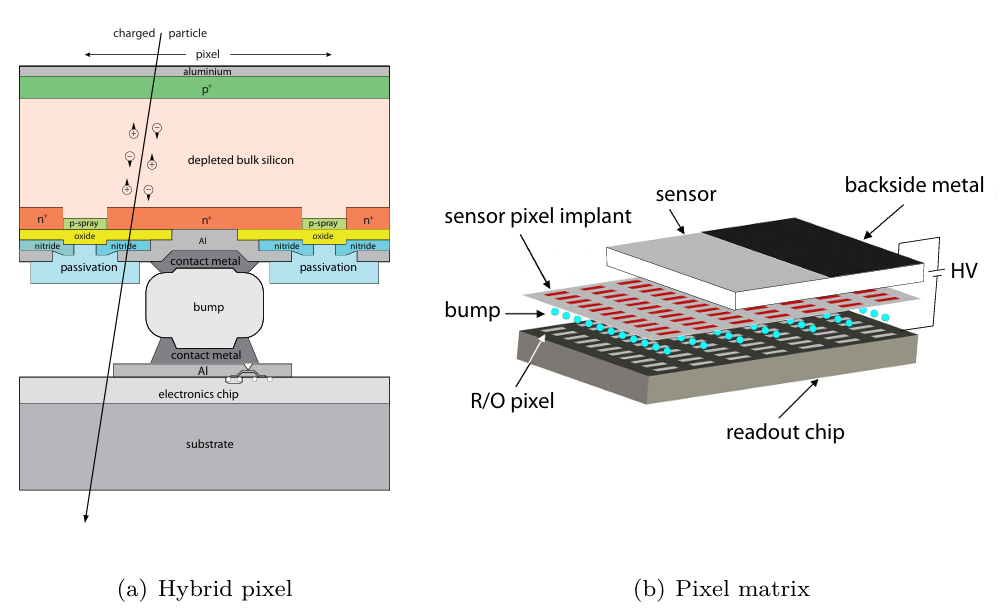 charged particle
pixel
aluminium
p⁺
+ −
− +
depleted bulk silicon
+ −
n⁺ n⁺ n⁺
p-spray p-spray
oxide oxide
nitride nitride Al nitride nitride
passivation contact metal passivation
bump
contact metal
Al
electronics chip
substrate
(a) Hybrid pixel
backside metal
sensor
sensor pixel implant
HV
bump
R/O pixel
readout chip
(b) Pixel matrix